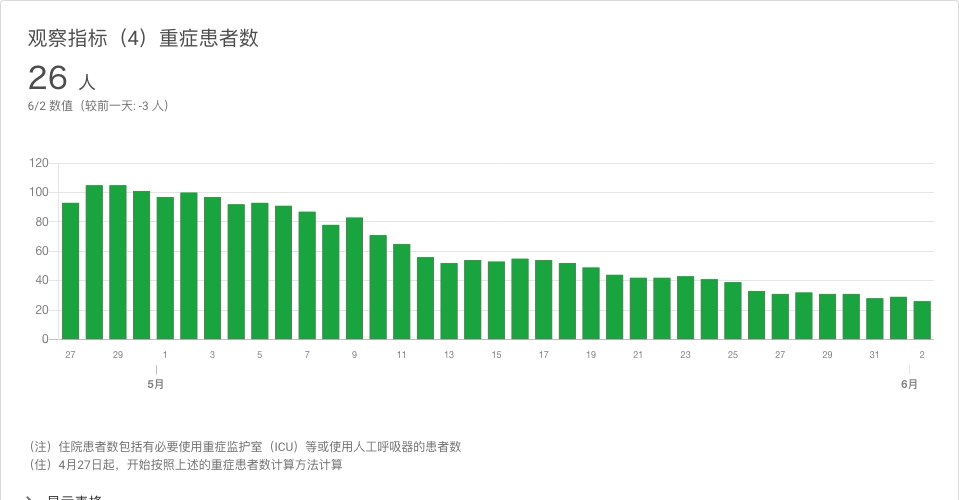 观察指标（4）重症患者数
26 人
6/2 数值（较前一天: -3 人）
120
100
80
60
40
20
0
27 29 1 3 5 7 9 11 13 15 17 19 21 23 25 27 29 31 2
5月 6月
（注）住院患者数包括有必要使用重症监护室（ICU）等或使用人工呼吸器的患者数
（住）4月27日起，开始按照上述的重症患者数计算方法计算
显示表格